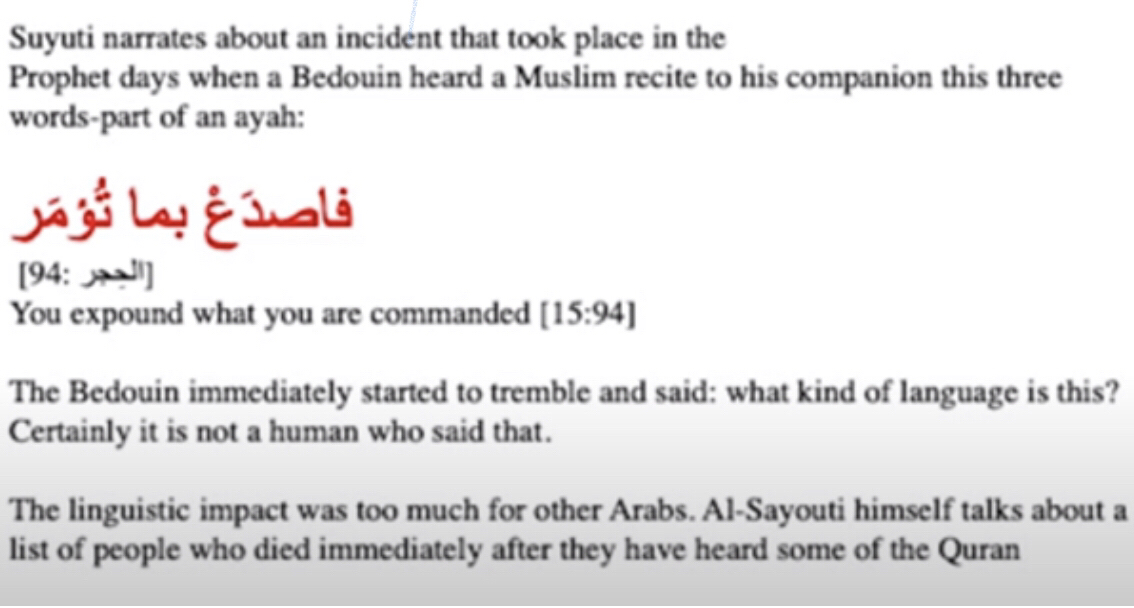 Suyuti narrates about an incident that took place in the
Prophet days when a Bedouin heard a Muslim recite to his companion this three
words-part of an ayah:
فاصدَعْ بما تُؤمَر
[الحجر :94]
You expound what you are commanded [15:94]
The Bedouin immediately started to tremble and said: what kind of language is this?
Certainly it is not a human who said that.
The linguistic impact was too much for other Arabs. Al-Sayouti himself talks about a
list of people who died immediately after they have heard some of the Quran